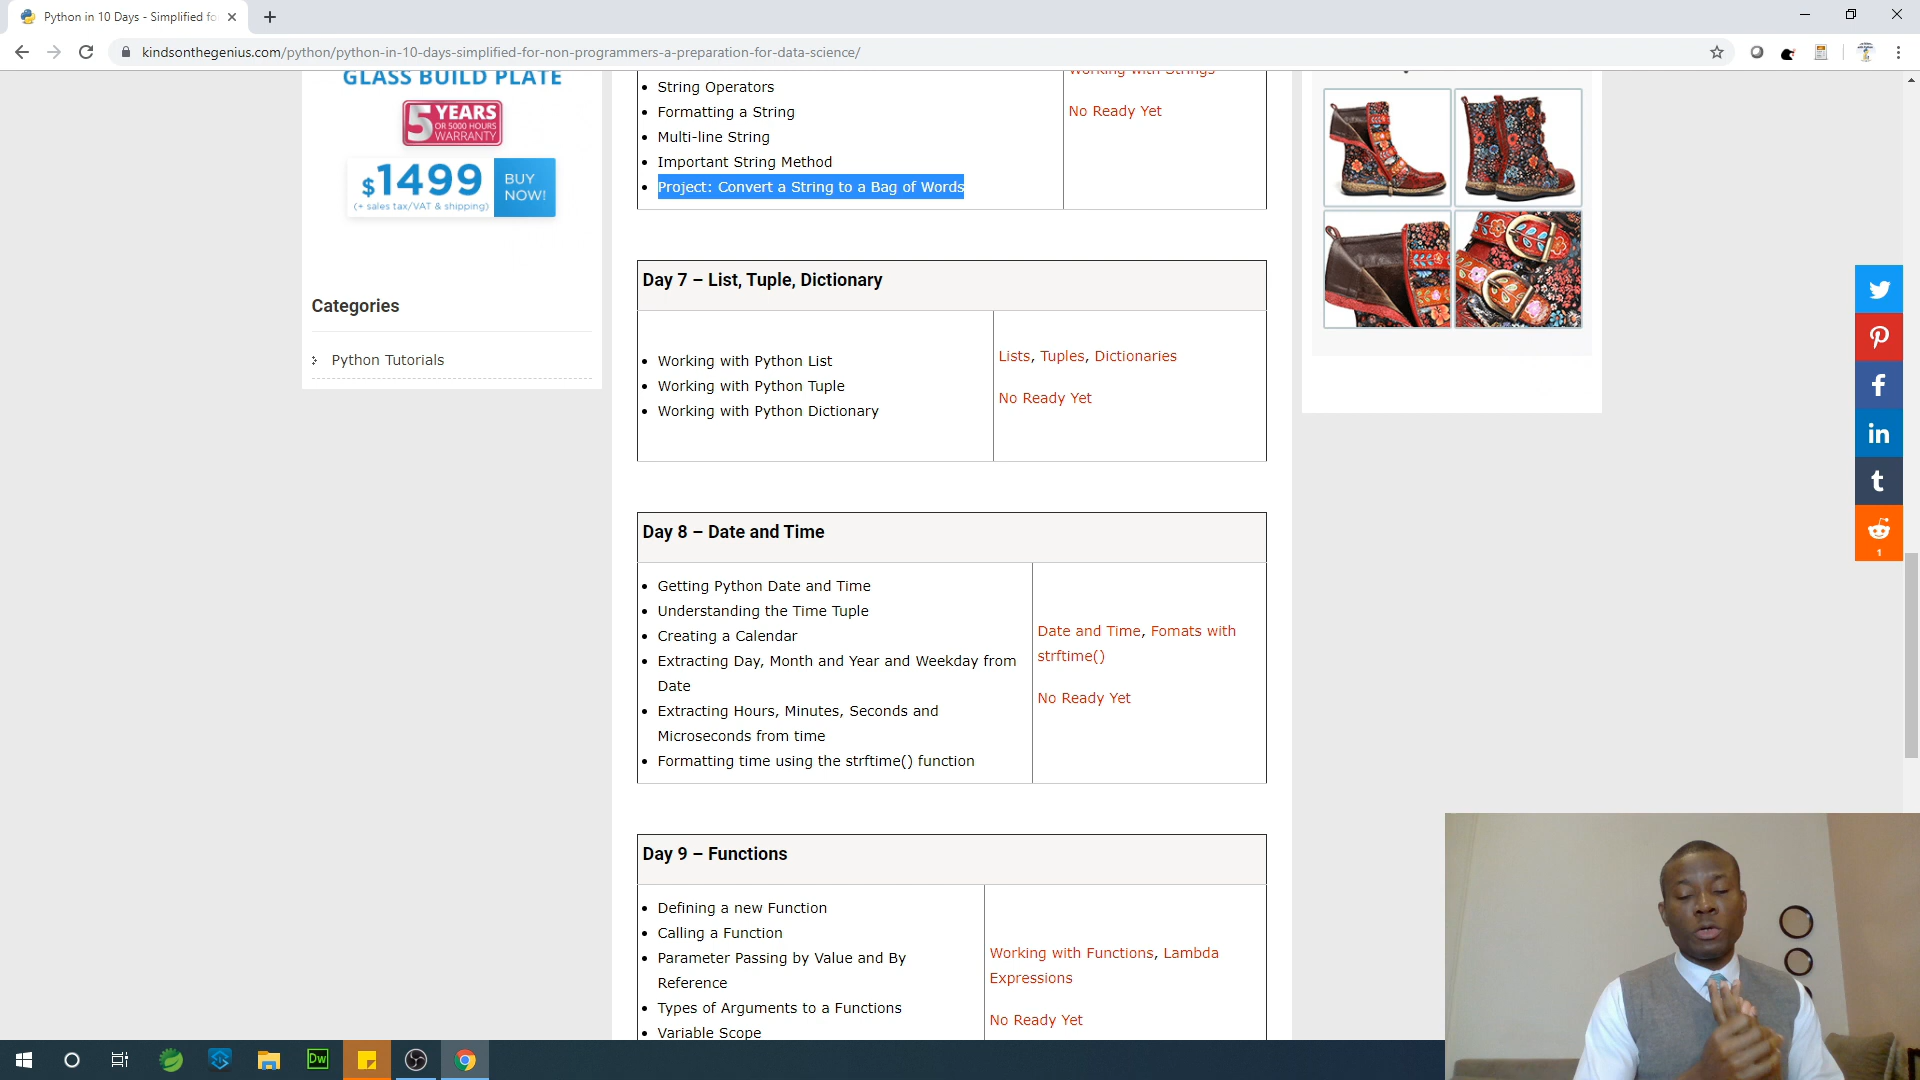 Python in 10 Days - Simplified fo
kindsonthegenius.com/python/python-in-10-days-simplified-for-non-programmers-a-preparation-for-data-science/
GLASS BUILD PLATE
5 YEARS
OR 5000 HOURS
WARRANTY
$1499
(+ sales tax/VAT & shipping)
BUY
NOW!
Categories
Python Tutorials
String Operators
Formatting a String
Multi-line String
Important String Method
Project: Convert a String to a Bag of Words
Working with Strings
No Ready Yet
Day 7 – List, Tuple, Dictionary
Working with Python List
Working with Python Tuple
Working with Python Dictionary
Lists, Tuples, Dictionaries
No Ready Yet
Day 8 – Date and Time
Getting Python Date and Time
Understanding the Time Tuple
Creating a Calendar
Extracting Day, Month and Year and Weekday from
Date
Extracting Hours, Minutes, Seconds and
Microseconds from time
Formatting time using the strftime() function
Date and Time, Fomats with
strftime()
No Ready Yet
Day 9 – Functions
Defining a new Function
Calling a Function
Parameter Passing by Value and By
Reference
Types of Arguments to a Functions
Variable Scope
Working with Functions, Lambda
Expressions
No Ready Yet
1
Dw